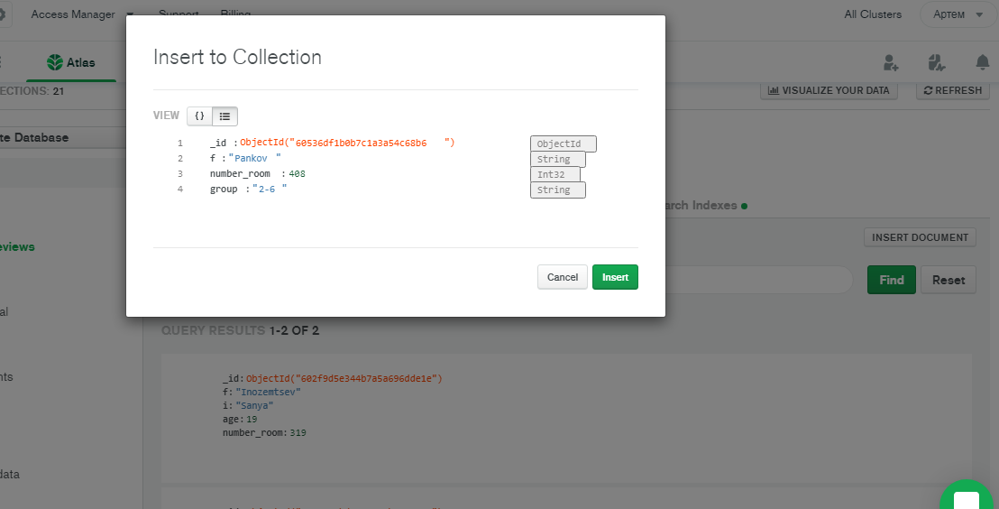 Access Manager Support Billing All Clusters Артем
Atlas
ECTIONS: 21 VISUALIZE YOUR DATA REFRESH
te Database
Insert to Collection
VIEW {}
1 _id : ObjectId("60536df1b0b7c1a3a54c68b6 ") ObjectId
2 f : "Pankov " String
3 number_room : 408 Int32
4 group : "2-6 " String
Cancel Insert
arch Indexes
eviews
INSERT DOCUMENT
Find Reset
al
QUERY RESULTS 1-2 OF 2
nts
_id: ObjectId("602f9d5e344b7a5a696dde1e")
f: "Inozemtsev"
i: "Sanya"
age: 19
number_room: 319
data